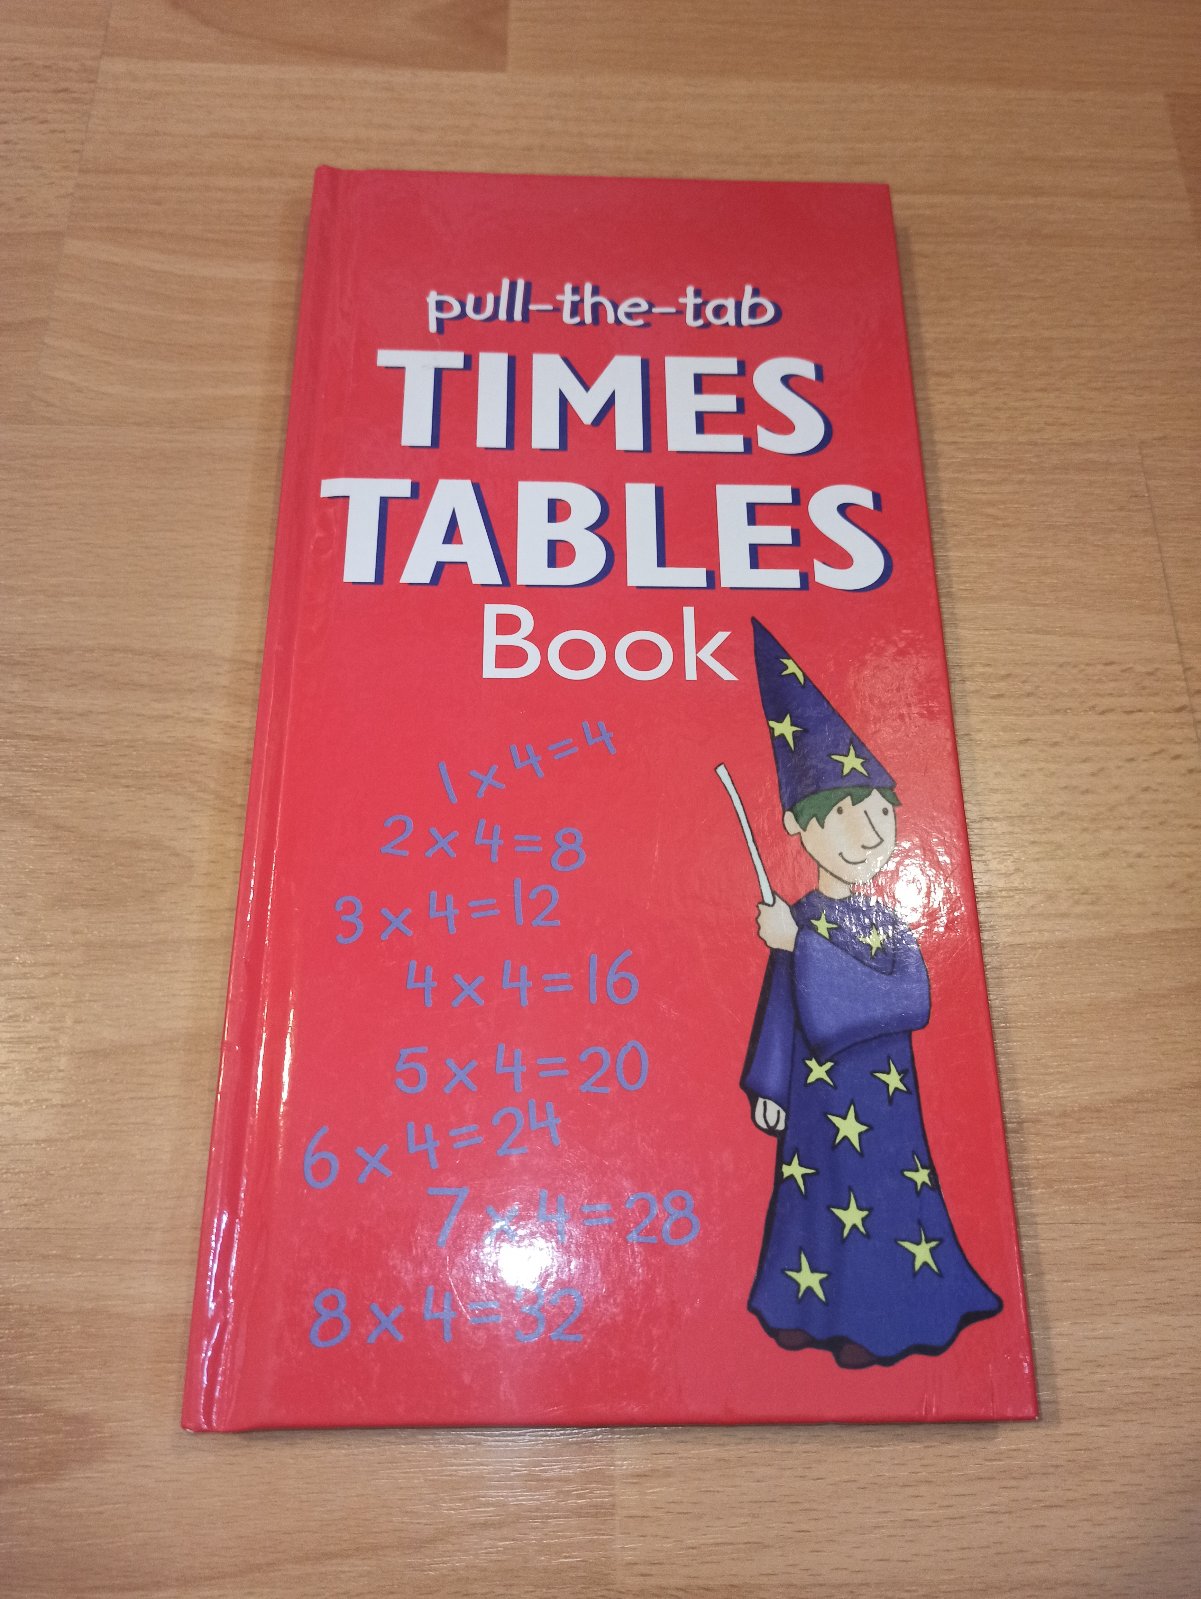 pull-the-tab
TIMES
TABLES
Book
1 x 4 = 4
2 x 4 = 8
3 x 4 = 12
4 x 4 = 16
5 x 4 = 20
6 x 4 = 24
7 x 4 = 28
8 x 4 = 32